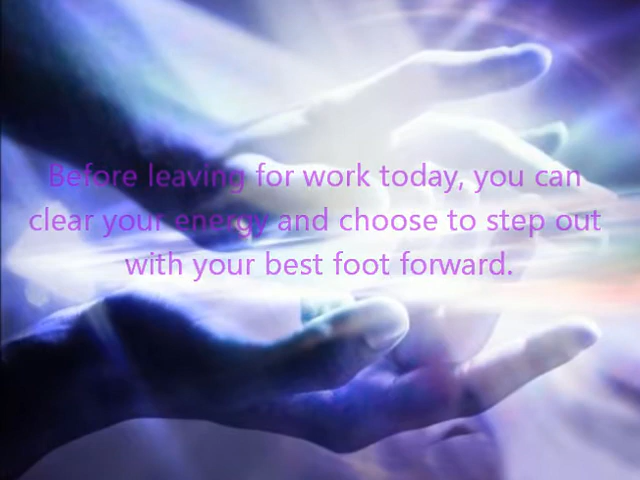 Before leaving for work today, you can
clear your energy and choose to step out
with your best foot forward.